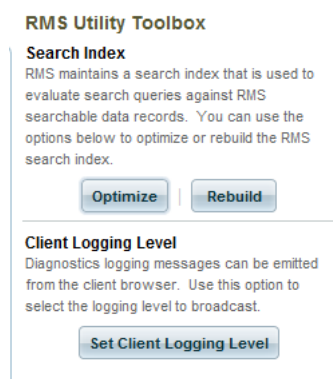 RMS Utility Toolbox
Search Index
RMS maintains a search index that is used to
evaluate search queries against RMS
searchable data records.  You can use the
options below to optimize or rebuild the RMS
search index.
Optimize | Rebuild
Client Logging Level
Diagnostics logging messages can be emitted
from the client browser.  Use this option to
select the logging level to broadcast.
Set Client Logging Level